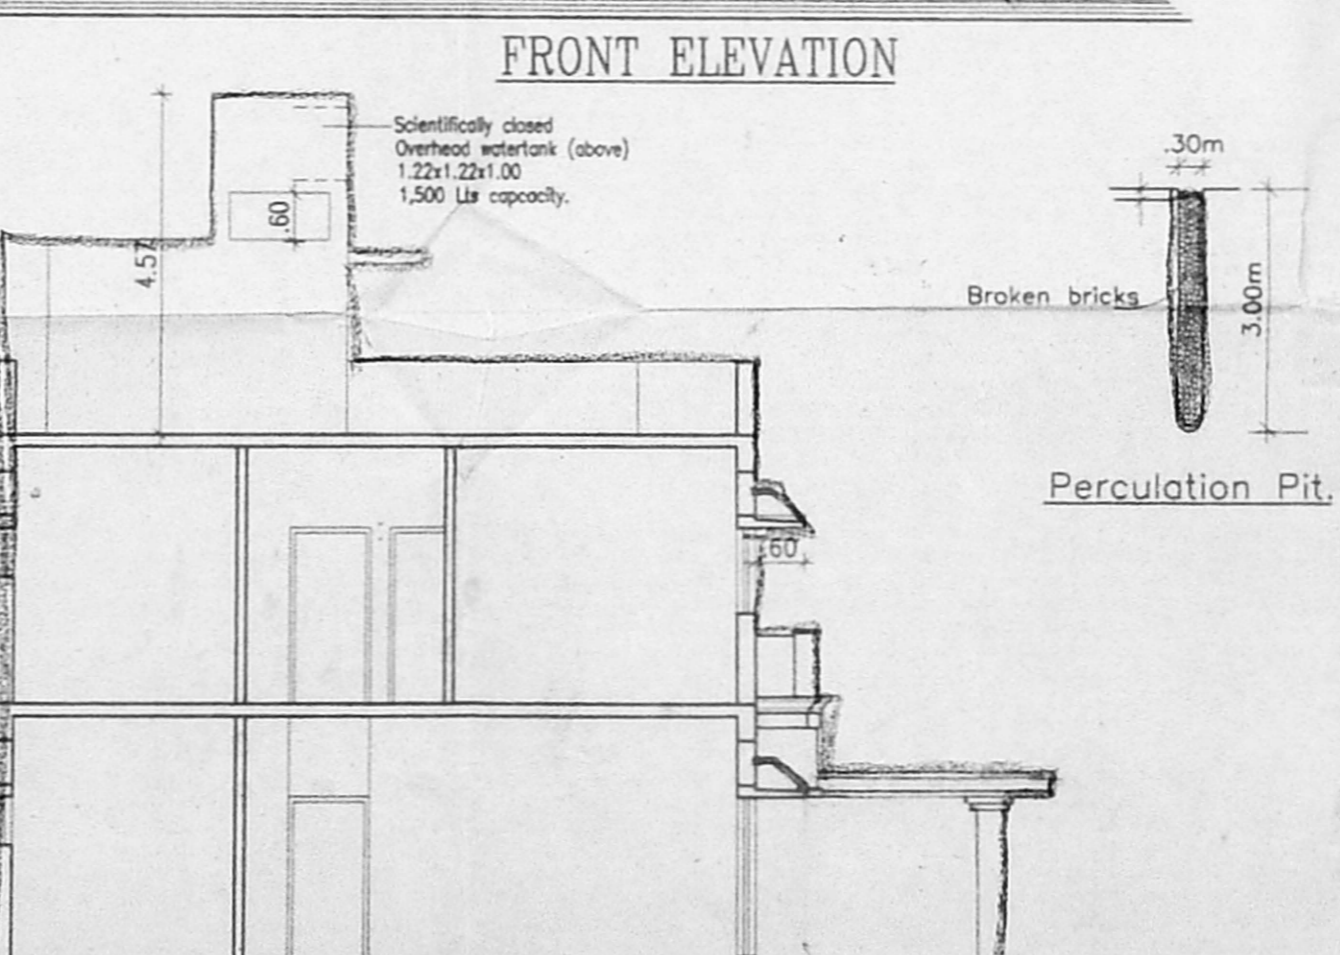 FRONT ELEVATION
Scientifically closed
Overhead watertank (above)
1.22x1.22x1.00
1,500 Lts capcacity.
.60
4.57
.30m
Broken bricks
3.00m
Perculation Pit.
.60